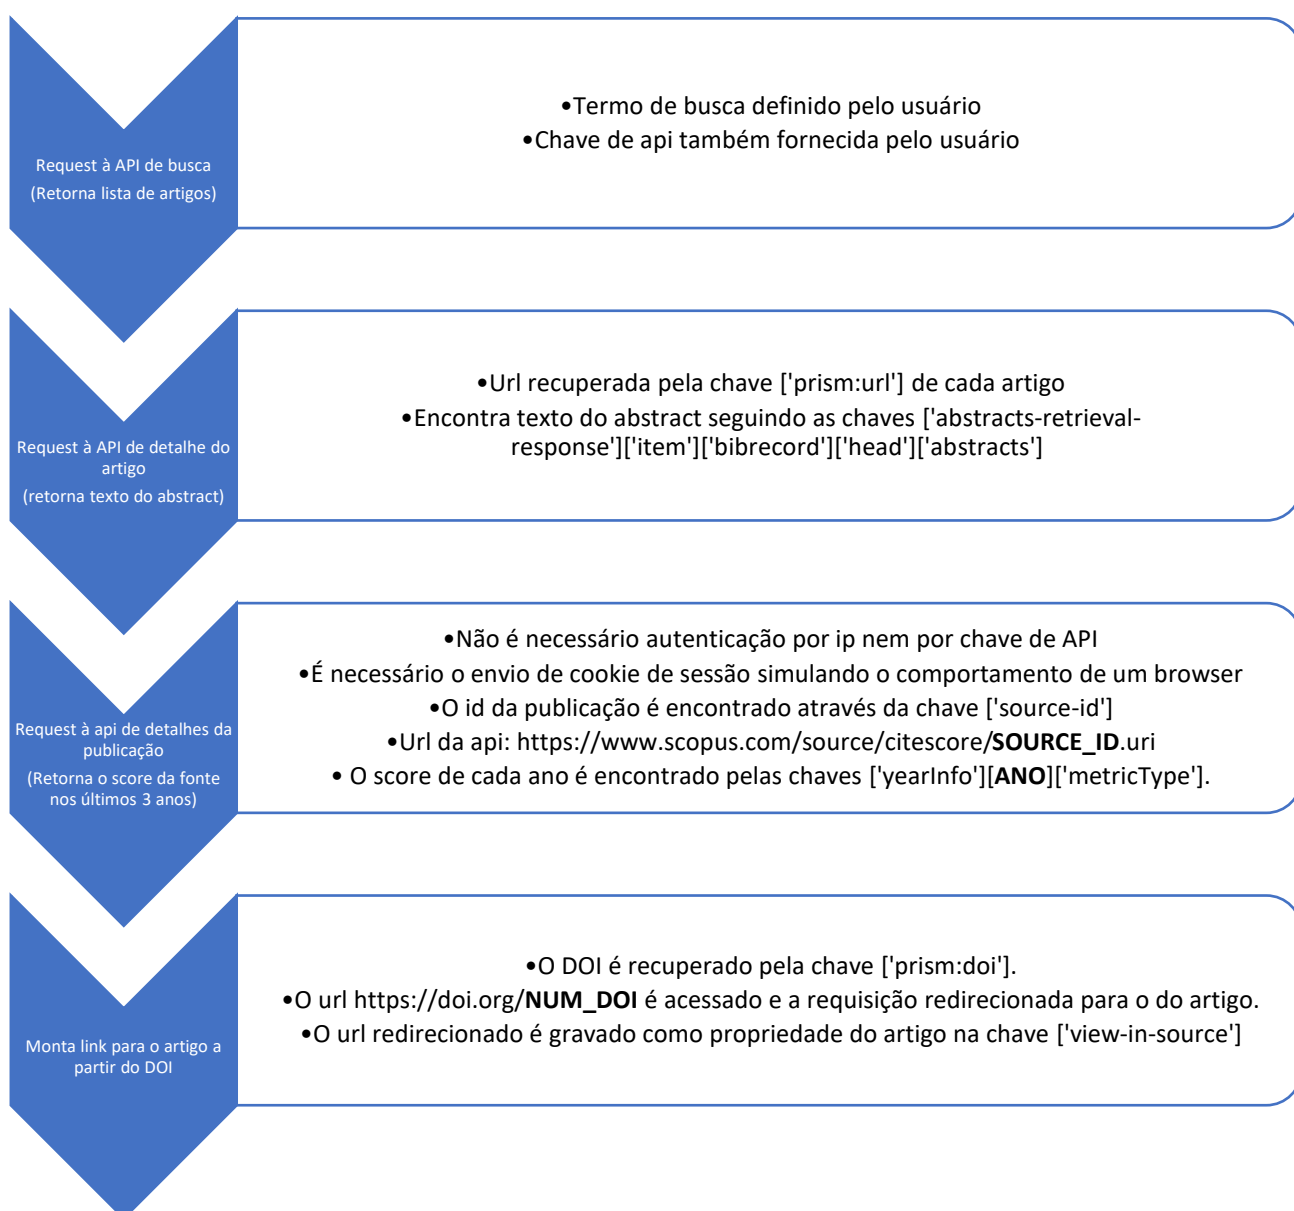 Request à API de busca
(Retorna lista de artigos)
•Termo de busca definido pelo usuário
•Chave de api também fornecida pelo usuário
Request à API de detalhe do
artigo
(retorna texto do abstract)
•Url recuperada pela chave ['prism:url'] de cada artigo
•Encontra texto do abstract seguindo as chaves ['abstracts-retrieval-
response']['item']['bibrecord']['head']['abstracts']
Request à api de detalhes da
publicação
(Retorna o score da fonte
nos últimos 3 anos)
•Não é necessário autenticação por ip nem por chave de API
•É necessário o envio de cookie de sessão simulando o comportamento de um browser
•O id da publicação é encontrado através da chave ['source-id']
•Url da api: https://www.scopus.com/source/citescore/SOURCE_ID.uri
• O score de cada ano é encontrado pelas chaves ['yearInfo'][ANO]['metricType'].
Monta link para o artigo a
partir do DOI
•O DOI é recuperado pela chave ['prism:doi'].
•O url https://doi.org/NUM_DOI é acessado e a requisição redirecionada para o do artigo.
•O url redirecionado é gravado como propriedade do artigo na chave ['view-in-source']